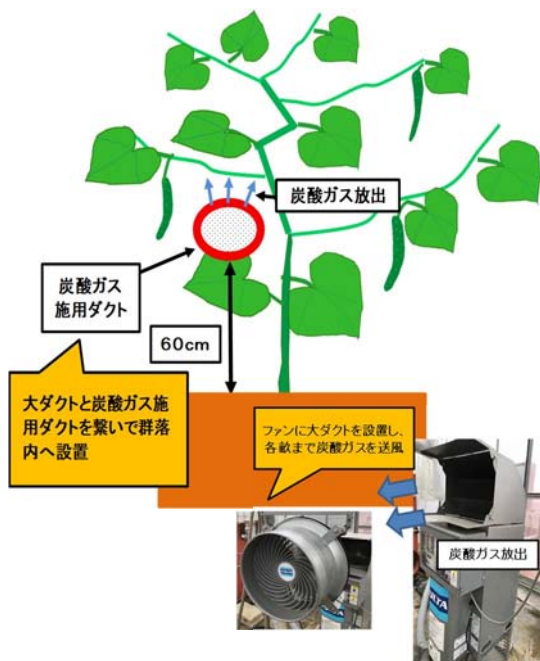 炭酸ガス放出
炭酸ガス
施用ダクト
60cm
大ダクトと炭酸ガス施
用ダクトを繋いで群落
内へ設置
ファンに大ダクトを設置し、
各畝まで炭酸ガスを送風
炭酸ガス放出